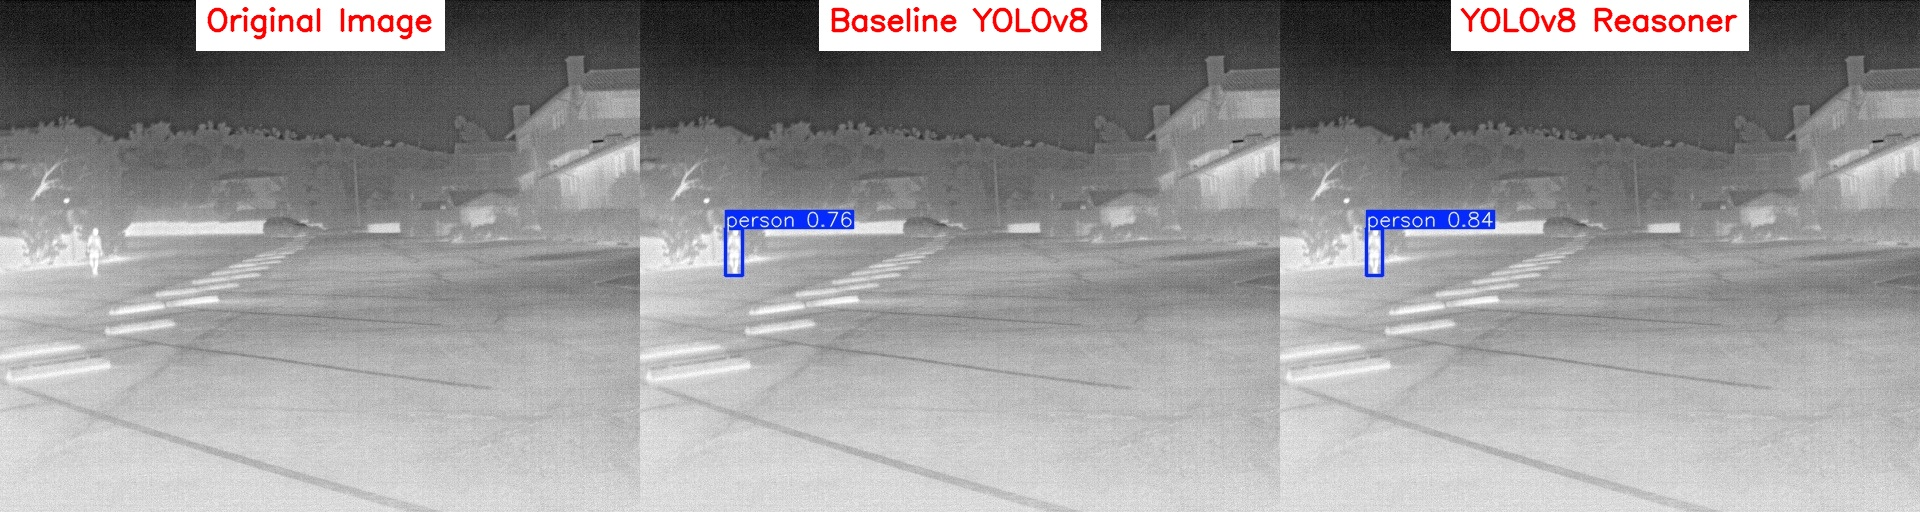 Original Image
Baseline YOLOv8
YOLOv8 Reasoner
person 0.76
person 0.84